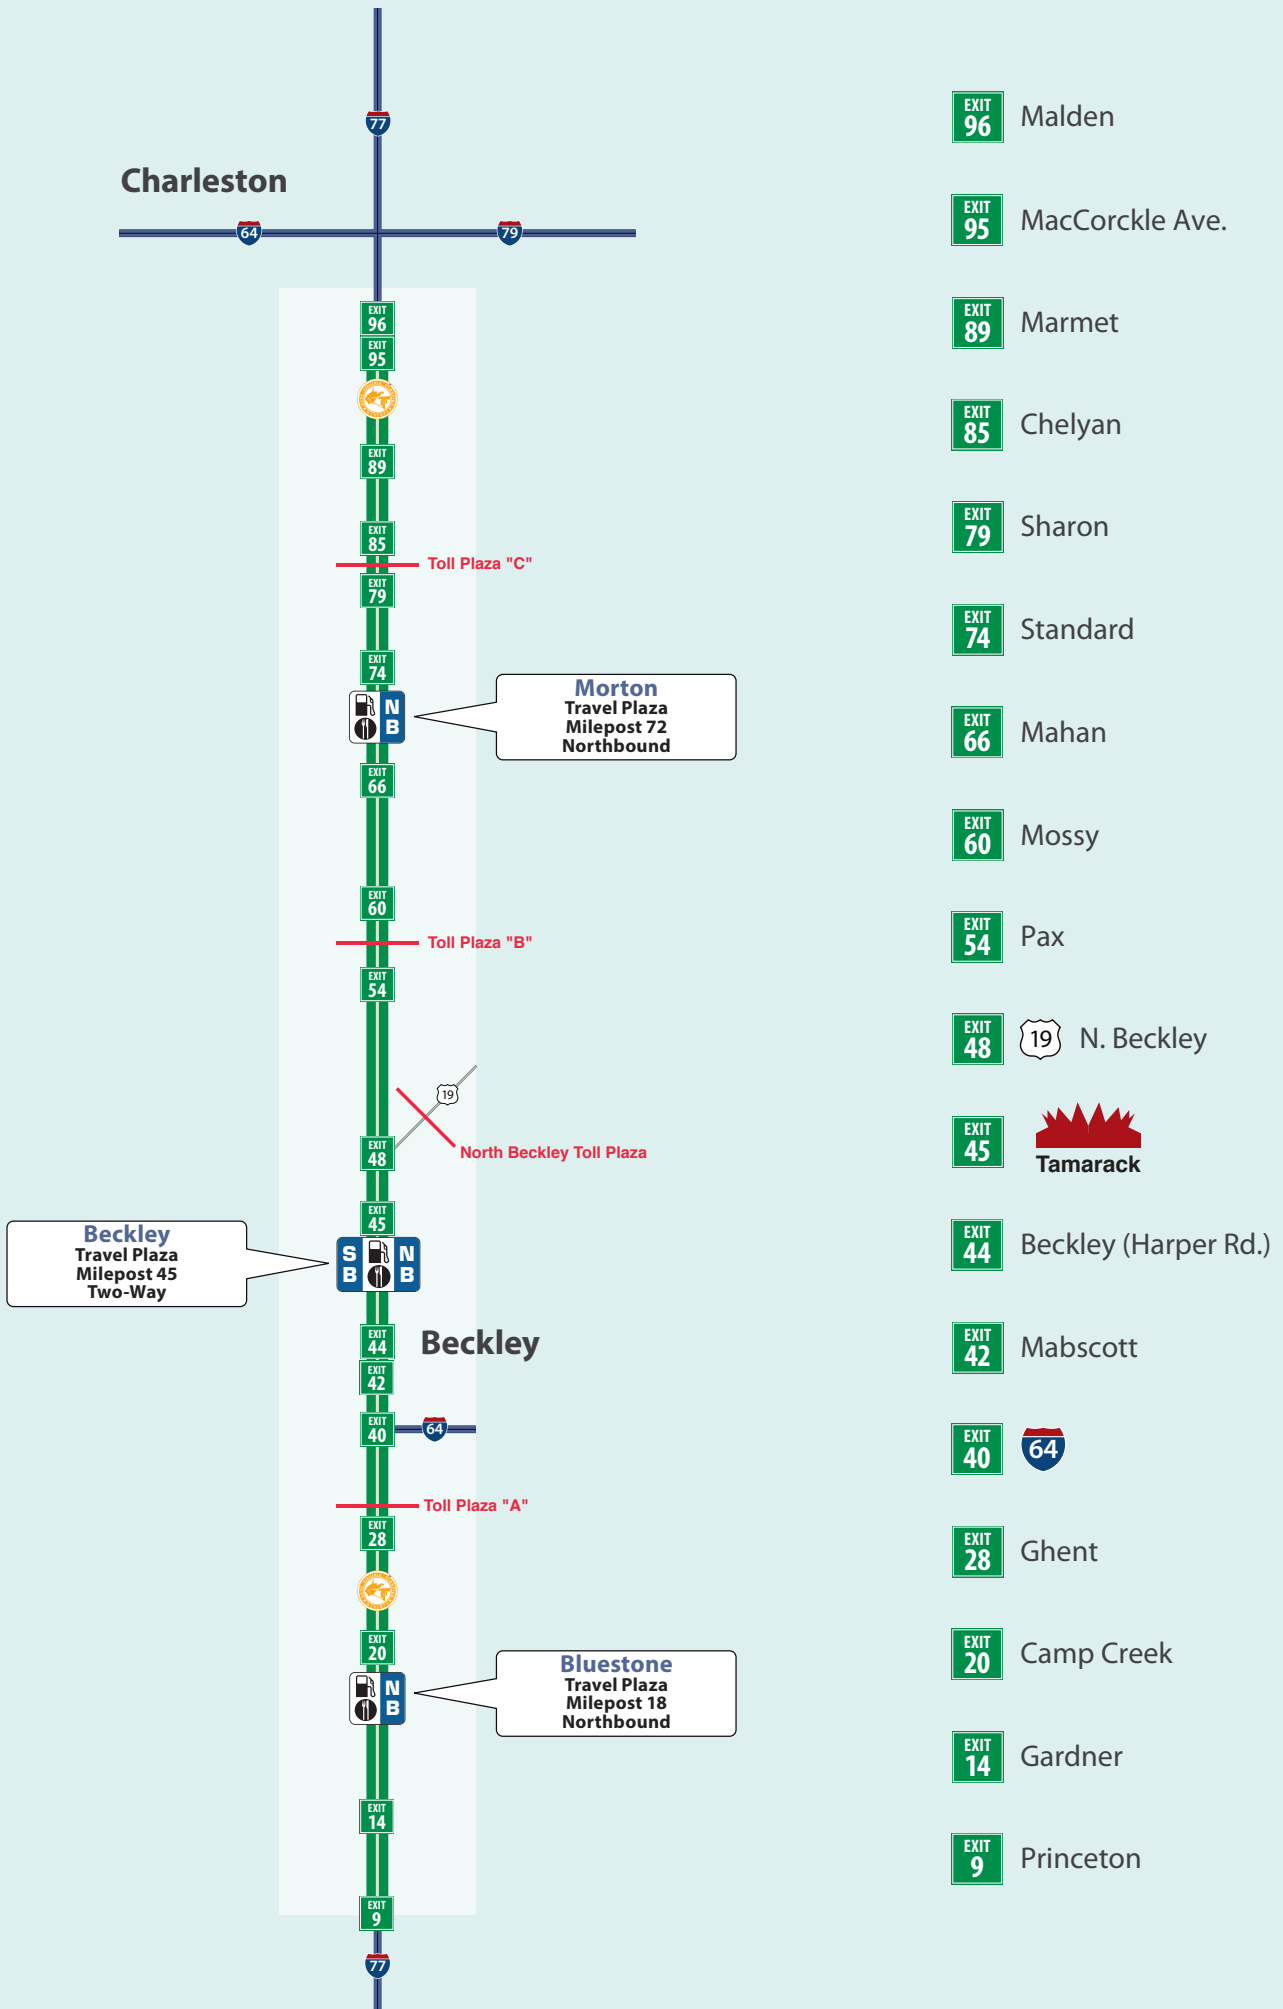 77
Charleston
64
79
EXIT
96
EXIT
95
EXIT
89
EXIT
85
Toll Plaza "C"
EXIT
79
EXIT
74
N
B
Morton
Travel Plaza
Milepost 72
Northbound
EXIT
66
EXIT
60
Toll Plaza "B"
EXIT
54
19
North Beckley Toll Plaza
EXIT
48
EXIT
45
Beckley
Travel Plaza
Milepost 45
Two-Way
S
B
N
B
EXIT
44
Beckley
EXIT
42
EXIT
40
64
Toll Plaza "A"
EXIT
28
EXIT
20
N
B
Bluestone
Travel Plaza
Milepost 18
Northbound
EXIT
14
EXIT
9
77
EXIT
96
Malden
EXIT
95
MacCorckle Ave.
EXIT
89
Marmet
EXIT
85
Chelyan
EXIT
79
Sharon
EXIT
74
Standard
EXIT
66
Mahan
EXIT
60
Mossy
EXIT
54
Pax
EXIT
48
19
N. Beckley
EXIT
45
Tamarack
EXIT
44
Beckley (Harper Rd.)
EXIT
42
Mabscott
EXIT
40
64
EXIT
28
Ghent
EXIT
20
Camp Creek
EXIT
14
Gardner
EXIT
9
Princeton